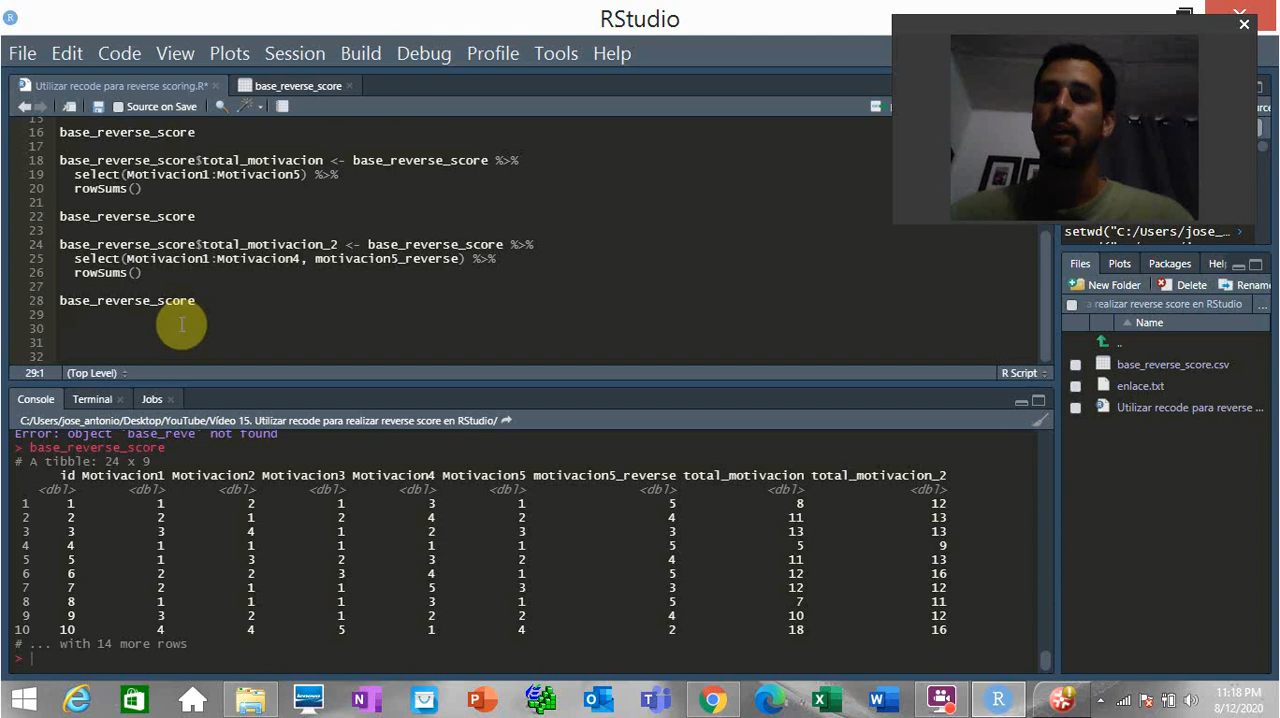 RStudio
File Edit Code View Plots Session Build Debug Profile Tools Help
Utilizar recode para reverse scoring.R* base_reverse_score
Source on Save
15
16 base_reverse_score
17
18 base_reverse_score$total_motivacion <- base_reverse_score %>%
19 select(Motivacion1:Motivacion5) %>%
20 rowSums()
21
22 base_reverse_score
23
24 base_reverse_score$total_motivacion_2 <- base_reverse_score %>%
25 select(Motivacion1:Motivacion4, motivacion5_reverse) %>%
26 rowSums()
27
28 base_reverse_score
29
30
31
32
29:1 (Top Level) R Script
Console Terminal Jobs
C:/Users/jose_antonio/Desktop/YouTube/Vídeo 15. Utilizar recode para realizar reverse score en RStudio/
Error: object 'base_reve' not found
> base_reverse_score
# A tibble: 24 x 9
id Motivacion1 Motivacion2 Motivacion3 Motivacion4 Motivacion5 motivacion5_reverse total_motivacion total_motivacion_2
<dbl> <dbl> <dbl> <dbl> <dbl> <dbl> <dbl> <dbl> <dbl>
1 1 1 2 1 3 1 5 8 12
2 2 2 1 2 4 2 4 11 13
3 3 3 4 1 2 3 3 13 13
4 4 1 1 1 1 1 5 5 9
5 5 1 3 2 3 2 4 11 13
6 6 2 2 3 4 1 5 12 16
7 7 2 1 1 5 3 3 12 12
8 8 1 1 1 3 1 5 7 11
9 9 3 2 1 2 2 4 10 12
10 10 4 4 5 1 4 2 18 16
# ... with 14 more rows
>
setwd("C:/Users/jose_
Files Plots Packages Hel
New Folder Delete Rename
a realizar reverse score en RStudio ...
Name
..
base_reverse_score.csv
enlace.txt
Utilizar recode para reverse ...
11:18 PM
8/12/2020